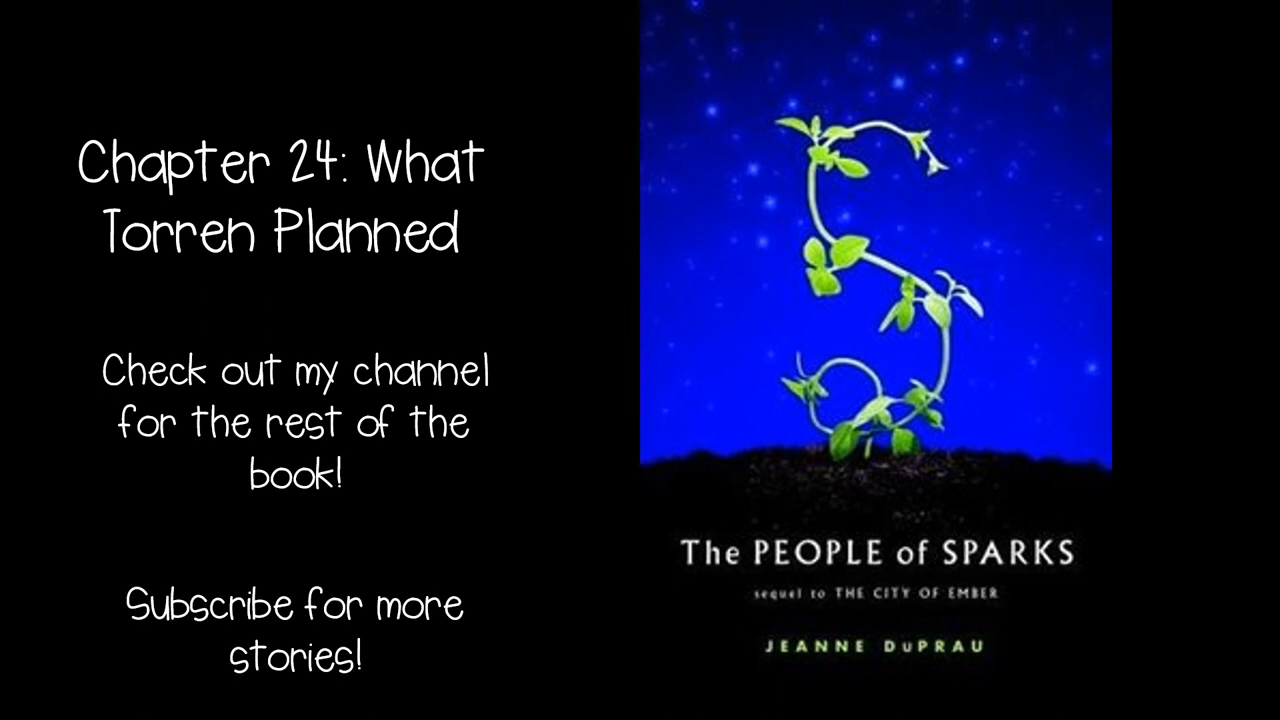 Chapter 24: What
Torren Planned
Check out my channel
for the rest of the
book!
Subscribe for more
stories!
The PEOPLE of SPARKS
sequel to THE CITY OF EMBER
JEANNE DUPRAU